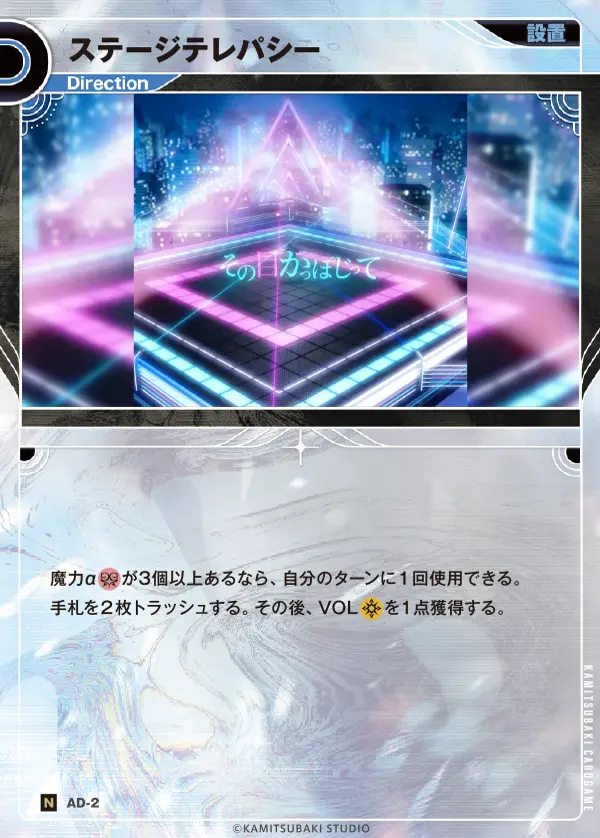 ステージテレパシー
設置
Direction
その日かっぽじって
魔力α が3個以上あるなら、自分のターンに1回使用できる。
手札を2枚トラッシュする。その後、VOL を1点獲得する。
KAMITSUBAKI CARDGAME
N AD-2
©KAMITSUBAKI STUDIO